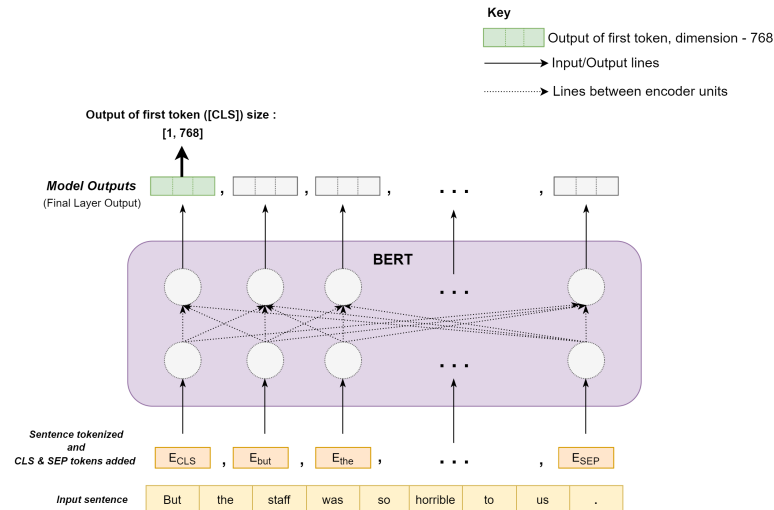 Key
Output of first token, dimension - 768
Input/Output lines
Lines between encoder units
Output of first token ([CLS]) size :
[1, 768]
Model Outputs
(Final Layer Output)
, , , . . . ,
BERT
. . .
. . .
Sentence tokenized
and
CLS & SEP tokens added
E_CLS , E_but , E_the , . . . , E_SEP
Input sentence
But the staff was so horrible to us .